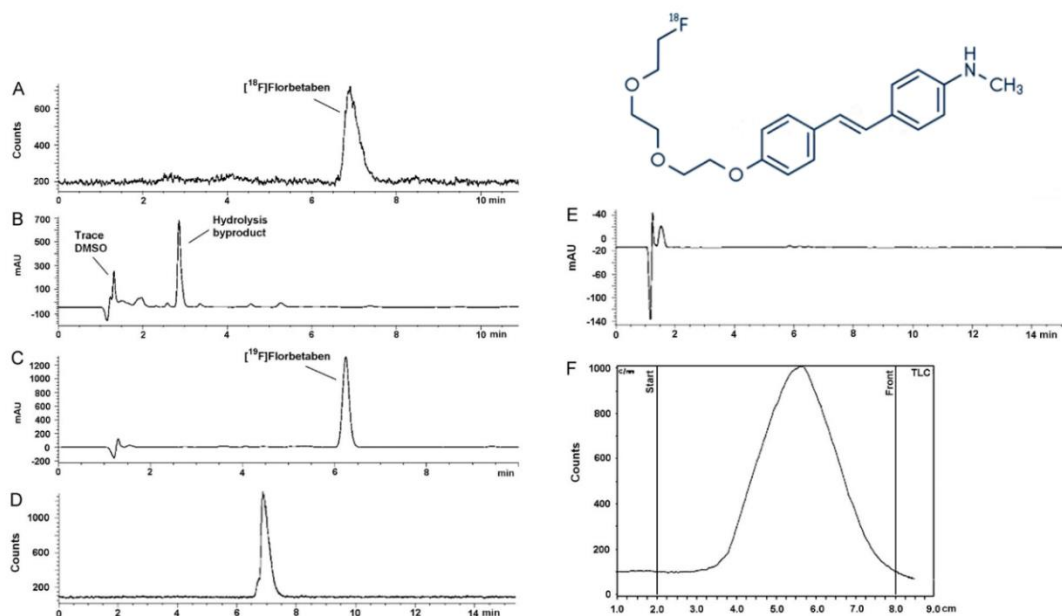 A
[¹⁸F]Florbetaben
Counts
600
400
200
0 2 4 6 8 10 min
B
Trace
DMSO
Hydrolysis
byproduct
mAU
700
500
300
100
-100
0 2 4 6 8 10 min
C
[¹⁹F]Florbetaben
mAU
1200
1000
800
600
400
200
0
-200
0 2 4 6 8 min
D
Counts
1000
600
200
0 2 4 6 8 10 12 14 min
¹⁸F
O
O
O
H
N
CH₃
E
mAU
-40
0
-20
-60
-80
-100
-120
-140
0 2 4 6 8 10 12 14 min
F
Counts
1000
800
600
400
200
0
Start
Front
TLC
1.0 2.0 3.0 4.0 5.0 6.0 7.0 8.0 9.0 cm